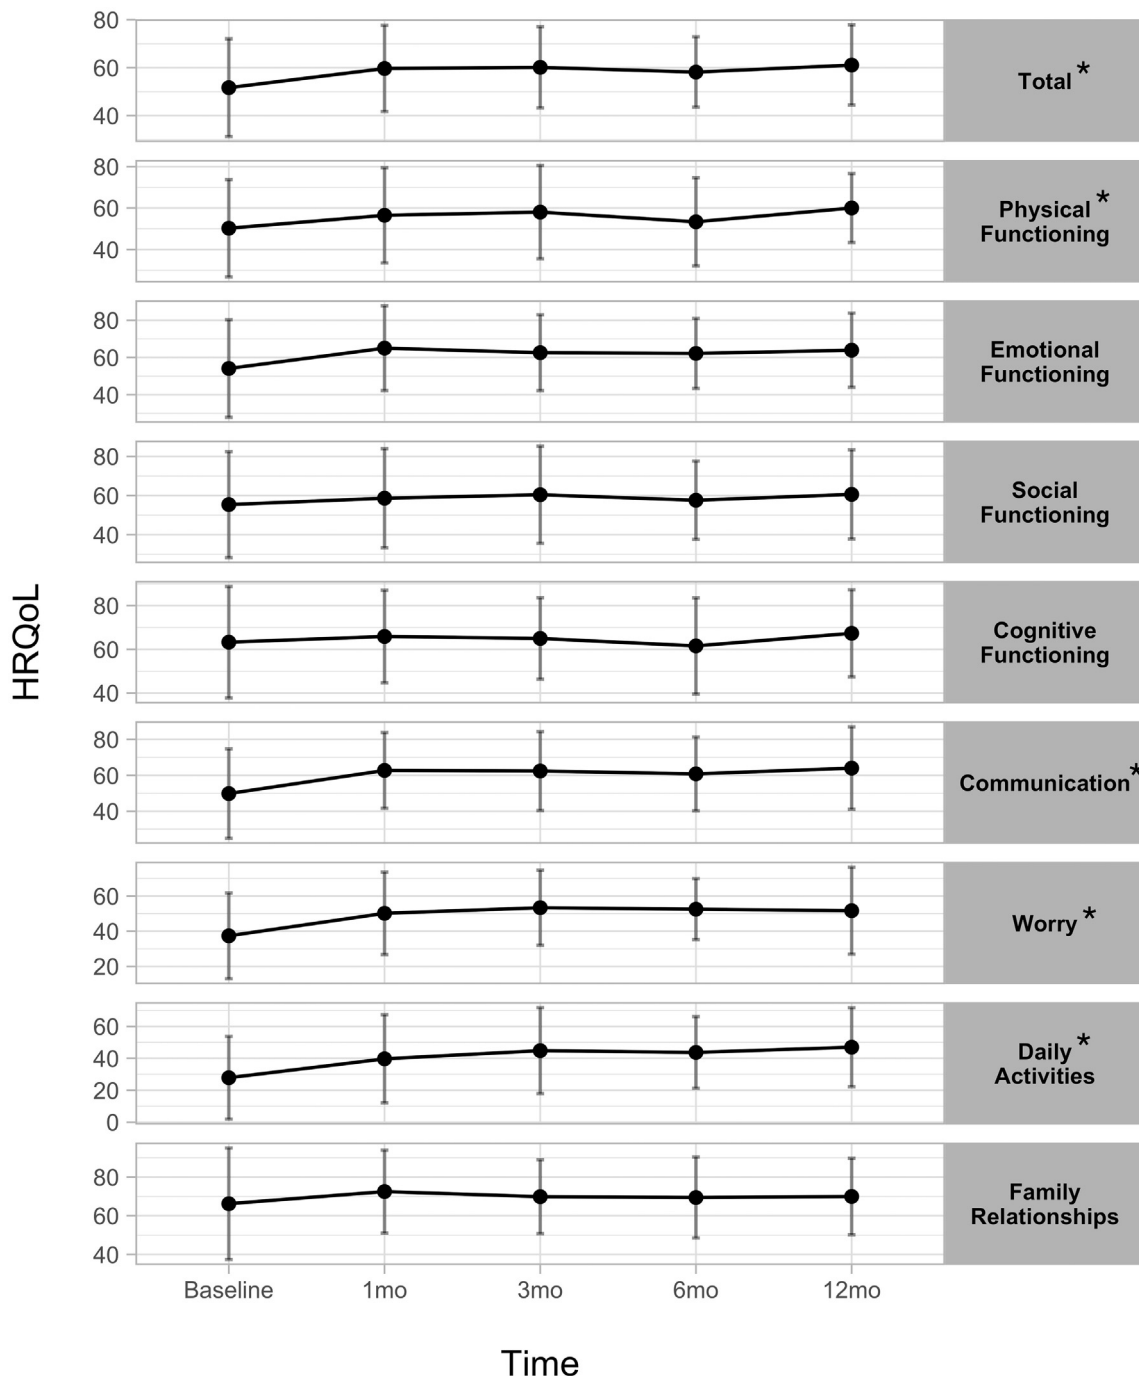 80
60
40
Total *
80
60
40
Physical *
Functioning
80
60
40
Emotional
Functioning
80
60
40
Social
Functioning
80
60
40
Cognitive
Functioning
80
60
40
Communication*
60
40
20
Worry *
60
40
20
0
Daily *
Activities
80
60
40
Family
Relationships
HRQoL
Baseline 1mo 3mo 6mo 12mo
Time